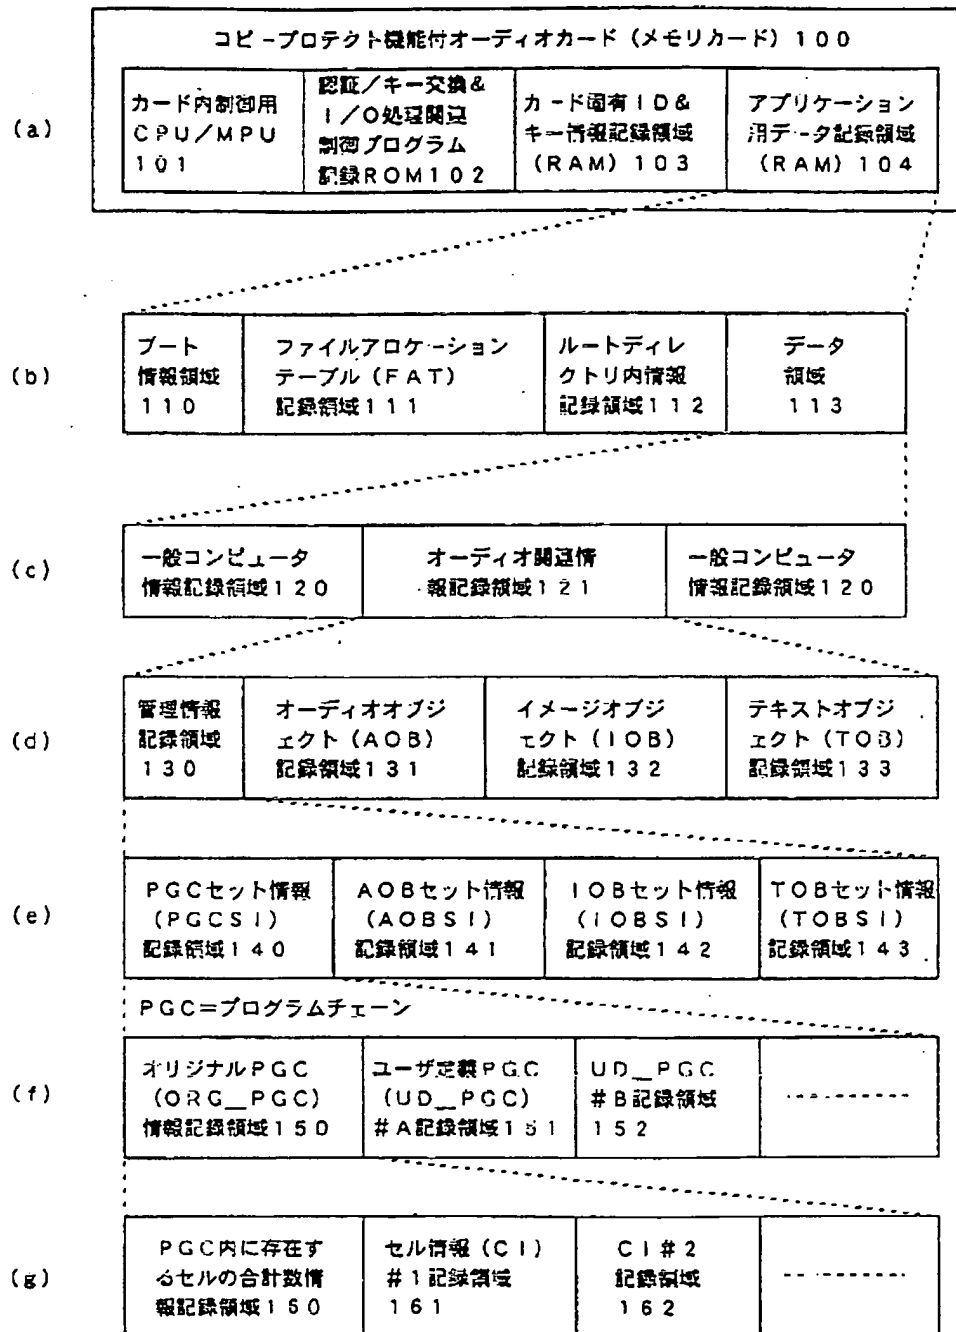 コピープロテクト機能付オーディオカード（メモリカード）１００
(a)
カード内制御用
ＣＰＵ／ＭＰＵ
１０１
認証／キー交換＆
Ｉ／Ｏ処理関連
制御プログラム
記録ROM１０２
カード固有ＩＤ＆
キー情報記録領域
(RAM)１０３
アプリケーション
用データ記録領域
(RAM)１０４
(b)
ブート
情報領域
１１０
ファイルアロケーション
テーブル（FAT）
記録領域１１１
ルートディレ
クトリ内情報
記録領域１１２
データ
領域
１１３
(c)
一般コンピュータ
情報記録領域１２０
オーディオ関連情
報記録領域１２１
一般コンピュータ
情報記録領域１２０
(d)
管理情報
記録領域
１３０
オーディオオブジ
ェクト（AOB）
記録領域１３１
イメージオブジ
ェクト（IOB）
記録領域１３２
テキストオブジ
ェクト（TOB）
記録領域１３３
(e)
ＰＧＣセット情報
(ＰＧＣＳＩ)
記録領域１４０
ＡＯＢセット情報
(ＡＯＢＳＩ)
記録領域１４１
ＩＯＢセット情報
(ＩＯＢＳＩ)
記録領域１４２
ＴＯＢセット情報
(ＴＯＢＳＩ)
記録領域１４３
ＰＧＣ＝プログラムチェーン
(f)
オリジナルＰＧＣ
(ＯＲＧ＿ＰＧＣ)
情報記録領域１５０
ユーザ定義ＰＧＣ
(ＵＤ＿ＰＧＣ)
＃Ａ記録領域１５１
ＵＤ＿ＰＧＣ
＃Ｂ記録領域
１５２
(g)
ＰＧＣ内に存在す
るセルの合計数情
報記録領域１６０
セル情報（ＣＩ）
＃１記録領域
１６１
ＣＩ＃２
記録領域
１６２